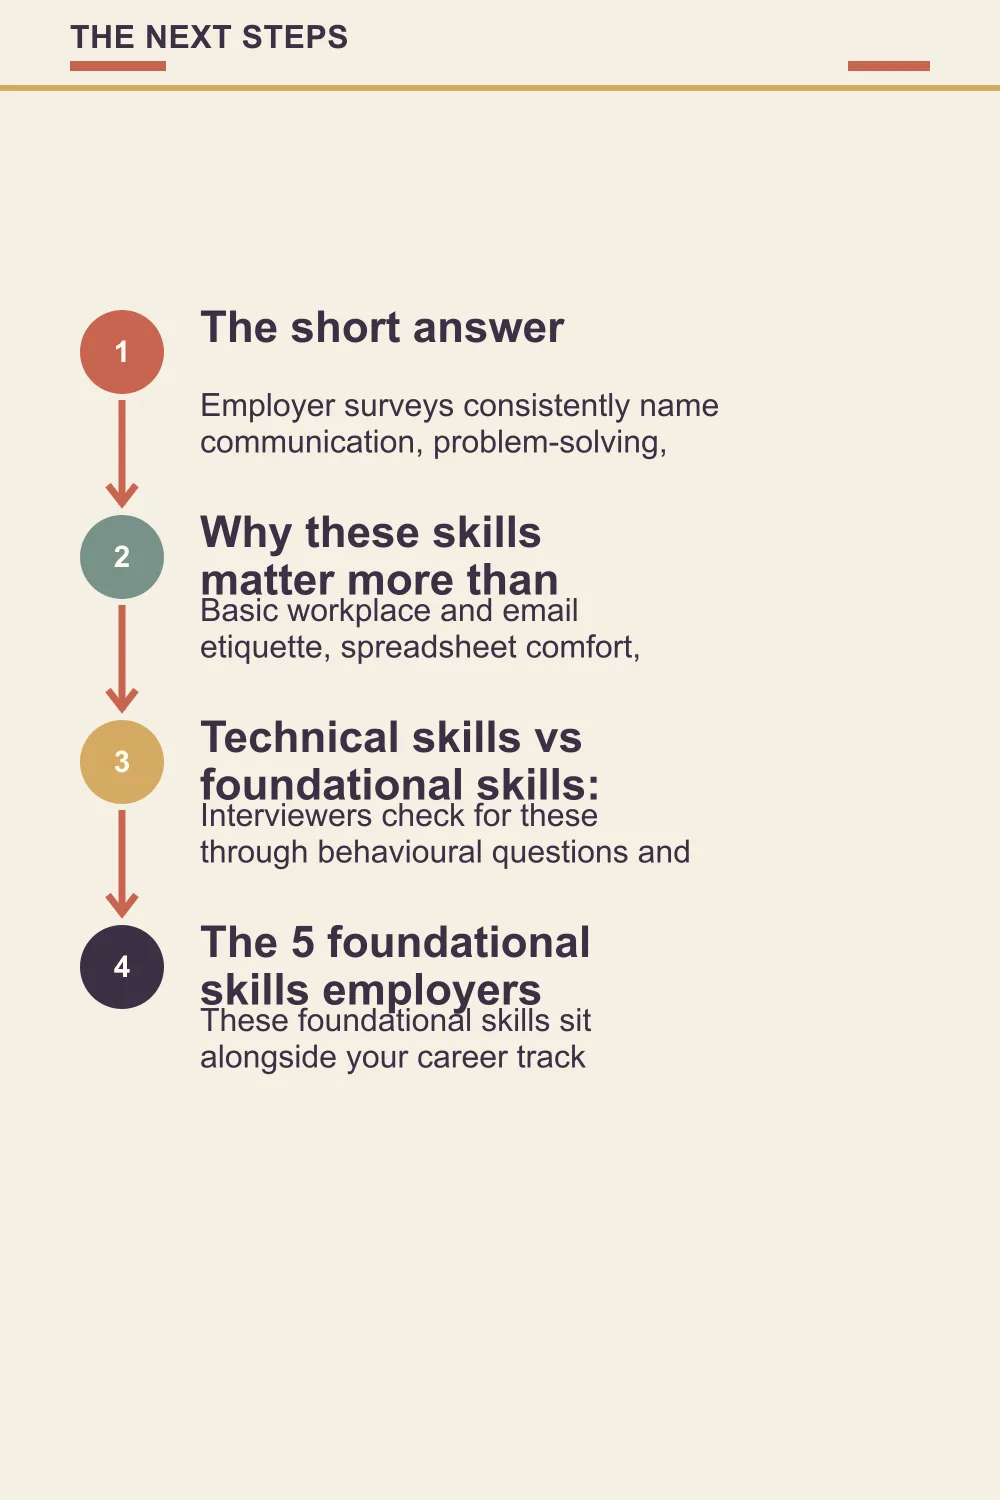 THE NEXT STEPS
1
The short answer
Employer surveys consistently name
communication, problem-solving,
2
Why these skills
matter more than
Basic workplace and email
etiquette, spreadsheet comfort,
3
Technical skills vs
foundational skills:
Interviewers check for these
through behavioural questions and
4
The 5 foundational
skills employers
These foundational skills sit
alongside your career track